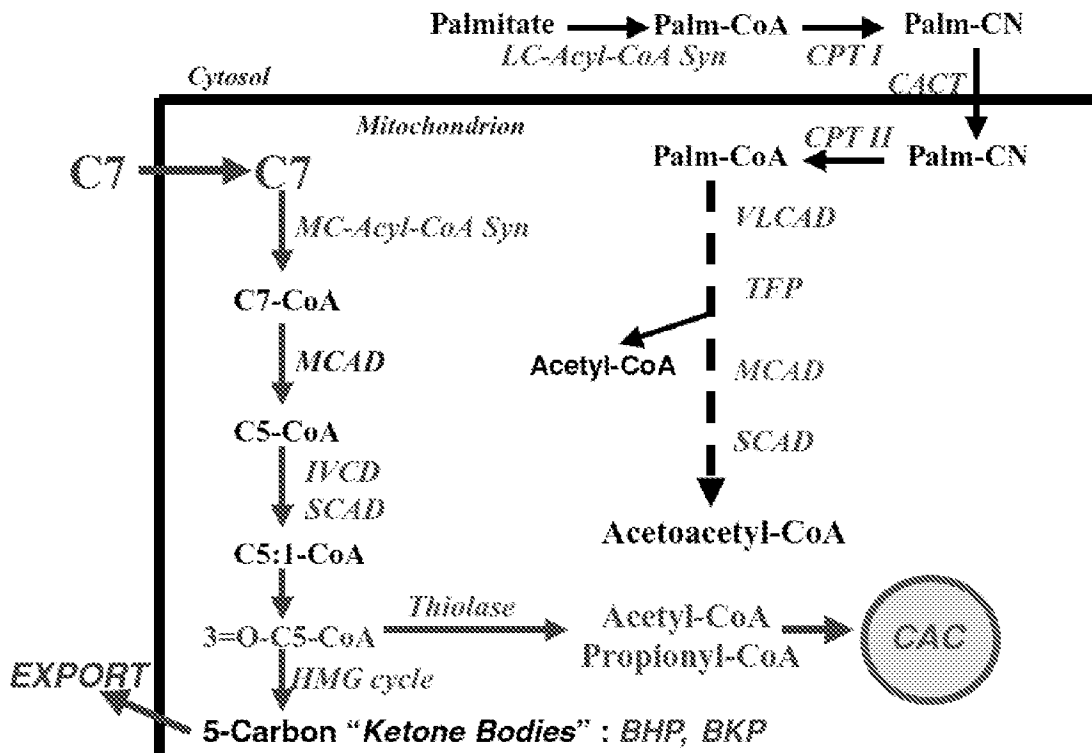 Palmitate Palm-CoA Palm-CN
LC-Acyl-CoA Syn CPT I
Cytosol CACT
Mitochondrion CPT II
C7 C7 Palm-CoA Palm-CN
MC-Acyl-CoA Syn VLCAD
C7-CoA TFP
MCAD Acetyl-CoA MCAD
C5-CoA SCAD
IVCD
SCAD
Acetoacetyl-CoA
C5:1-CoA
Thiolase Acetyl-CoA
3=O-C5-CoA Propionyl-CoA CAC
EXPORT HMG cycle
5-Carbon "Ketone Bodies" : BHP, BKP